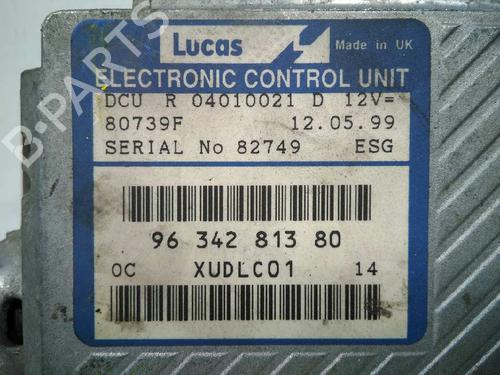 Lucas
Made in UK
ELECTRONIC CONTROL UNIT
DCU R 04010021 D 12V=
80739F 12.05.99
SERIAL No 82749 ESG
96 342 813 80
OC XUDLC01 14
B-PARTS